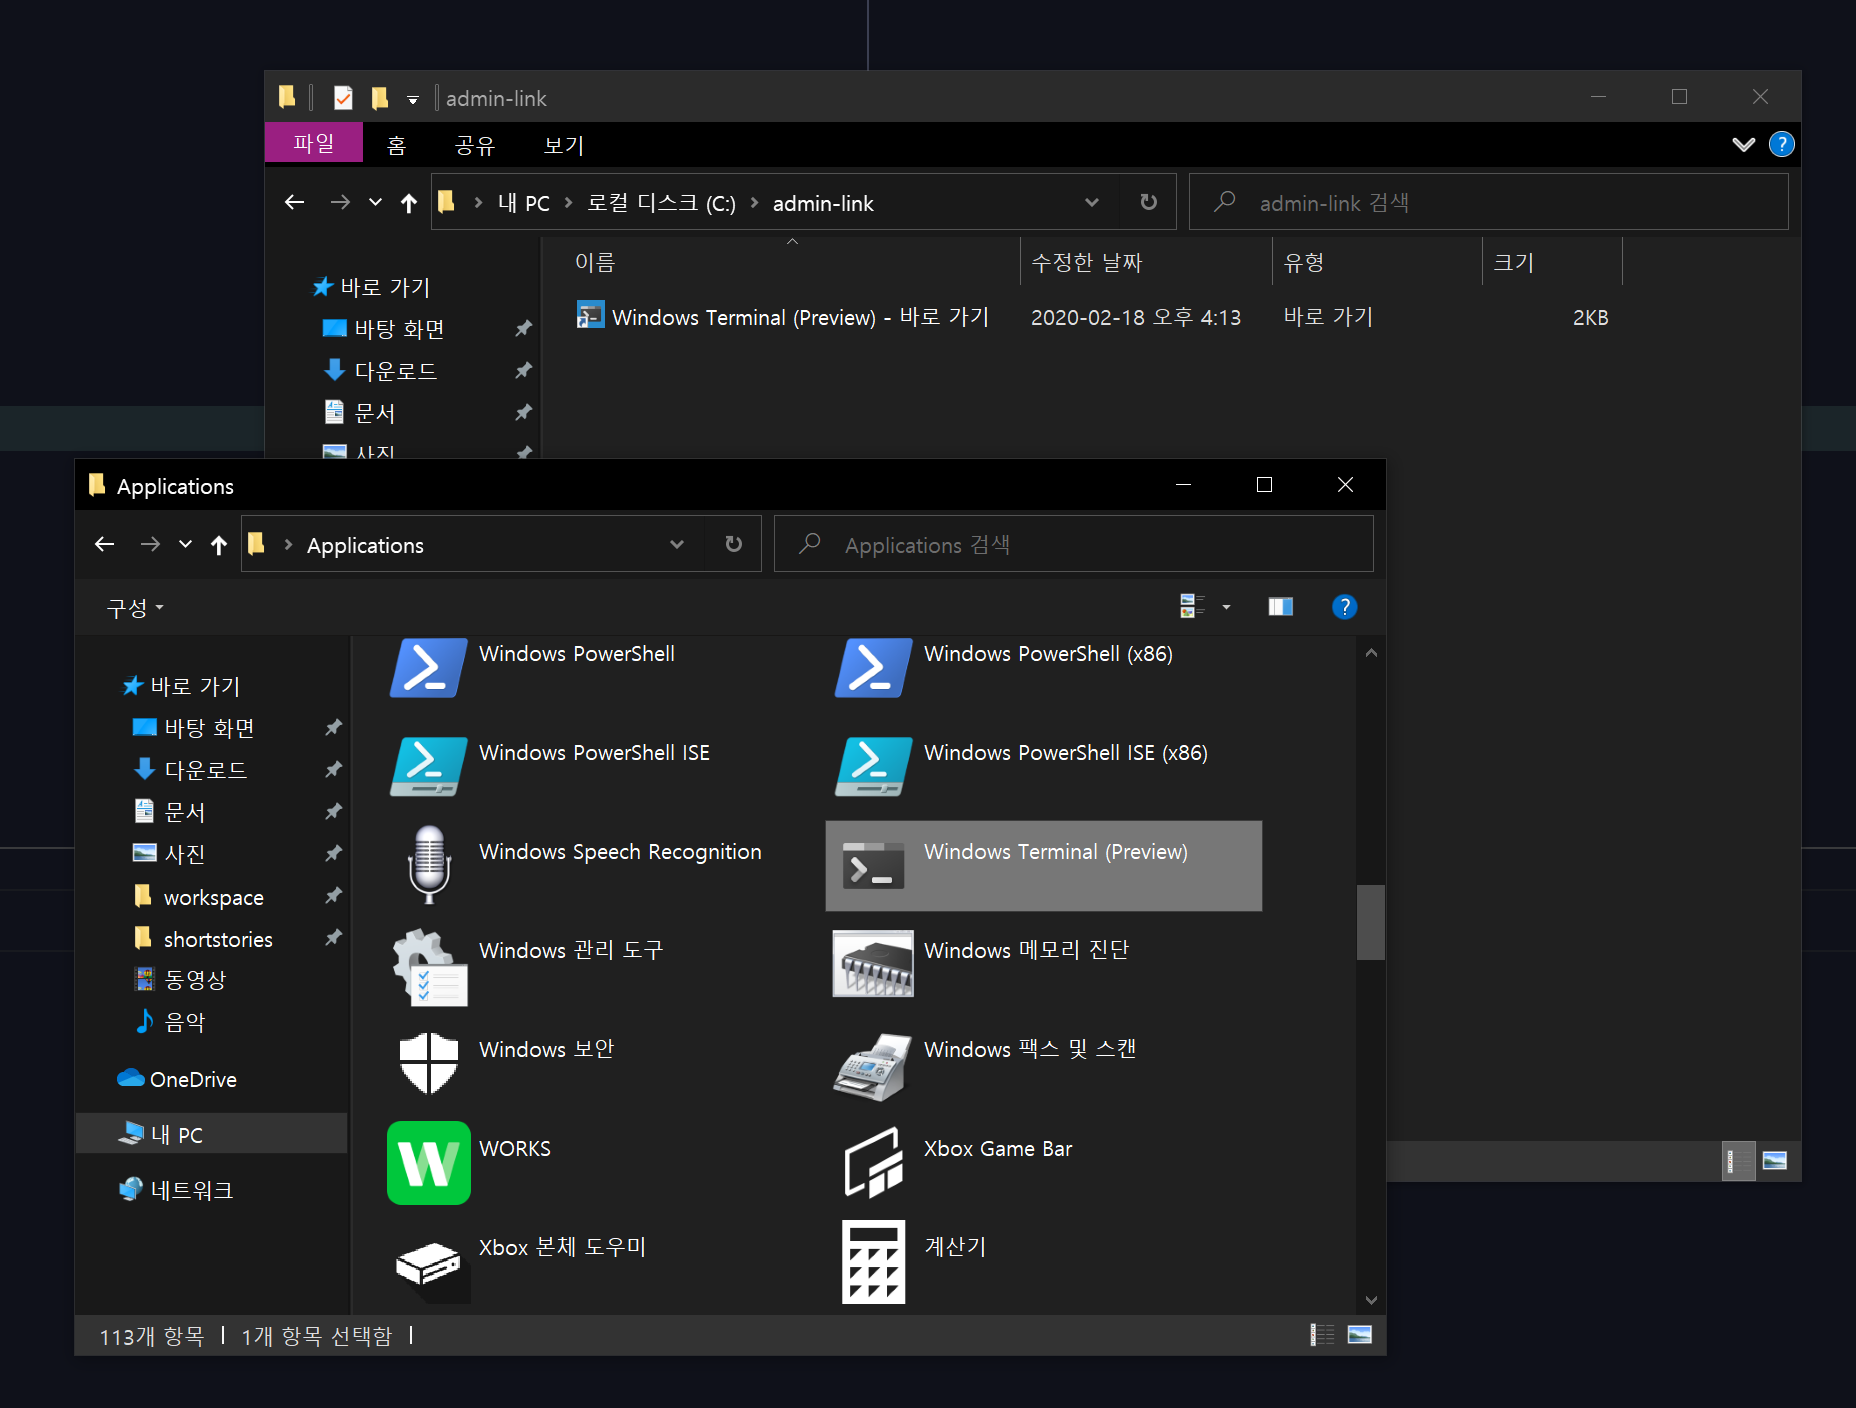 admin-link
파일 홈 공유 보기
내 PC 로컬 디스크 (C:) admin-link
admin-link 검색
이름 수정한 날짜 유형 크기
Windows Terminal (Preview) - 바로 가기 2020-02-18 오후 4:13 바로 가기 2KB
바로 가기
바탕 화면
다운로드
문서
사진
Applications
Applications
Applications 검색
구성
바로 가기
바탕 화면
다운로드
문서
사진
workspace
shortstories
동영상
음악
OneDrive
내 PC
네트워크
Windows PowerShell
Windows PowerShell (x86)
Windows PowerShell ISE
Windows PowerShell ISE (x86)
Windows Speech Recognition
Windows Terminal (Preview)
Windows 관리 도구
Windows 메모리 진단
Windows 보안
Windows 팩스 및 스캔
WORKS
Xbox Game Bar
Xbox 본체 도우미
계산기
113개 항목 1개 항목 선택함